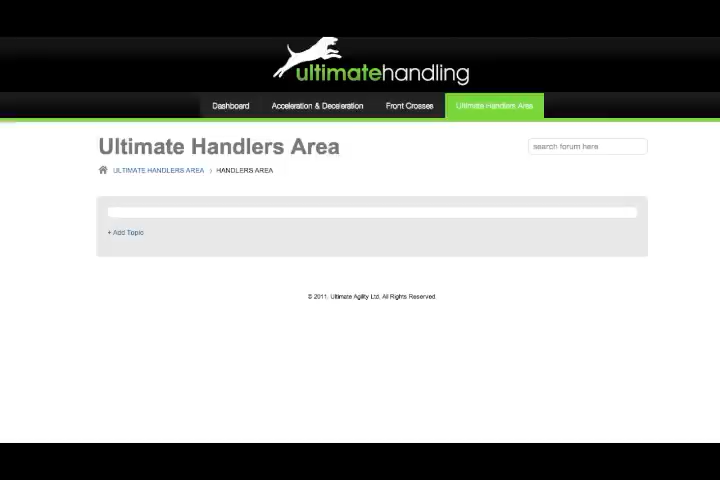 ultimatehandling
Dashboard
Acceleration & Deceleration
Front Crosses
Ultimate Handlers Area
Ultimate Handlers Area
search forum here
ULTIMATE HANDLERS AREA
HANDLERS AREA
+ Add Topic
© 2011. Ultimate Agility Ltd. All Rights Reserved